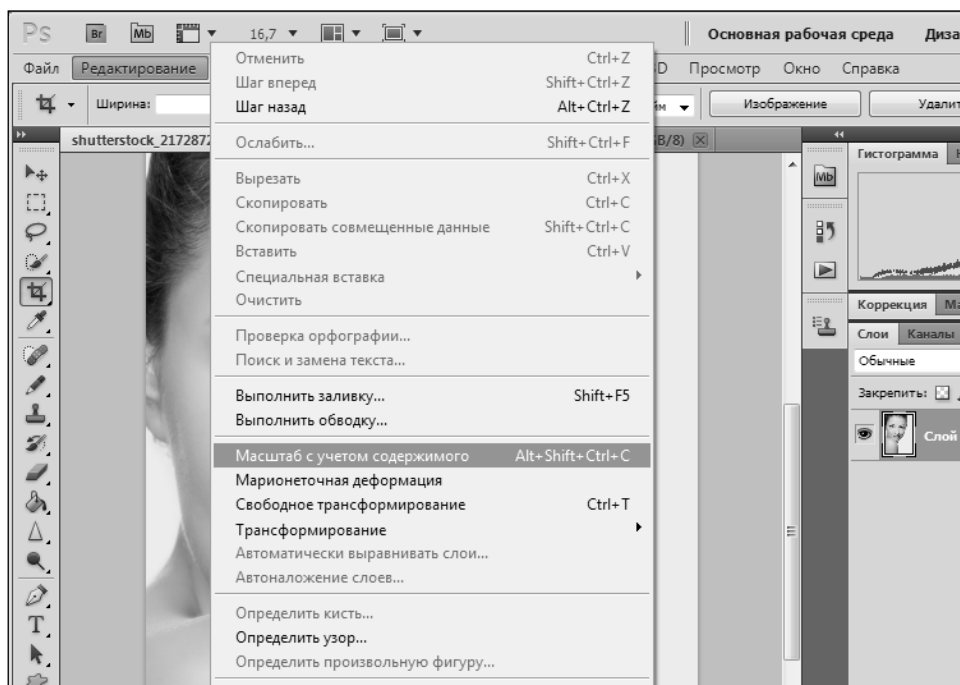 Ps Br Mb 16,7 Основная рабочая среда Диза
Файл Редактирование D Просмотр Окно Справка
Ширина: Изображение Удалит
shutterstock_2172872 B/8)
Отменить Ctrl+Z
Шаг вперед Shift+Ctrl+Z
Шаг назад Alt+Ctrl+Z
Ослабить... Shift+Ctrl+F
Вырезать Ctrl+X
Скопировать Ctrl+C
Скопировать совмещенные данные Shift+Ctrl+C
Вставить Ctrl+V
Специальная вставка
Очистить
Проверка орфографии...
Поиск и замена текста...
Выполнить заливку... Shift+F5
Выполнить обводку...
Масштаб с учетом содержимого Alt+Shift+Ctrl+C
Марионеточная деформация
Свободное трансформирование Ctrl+T
Трансформирование
Автоматически выравнивать слои...
Автоналожение слоев...
Определить кисть...
Определить узор...
Определить произвольную фигуру...
Mb
Гистограмма
Коррекция Ма
Слои Каналы
Обычные
Закрепить:
Слой